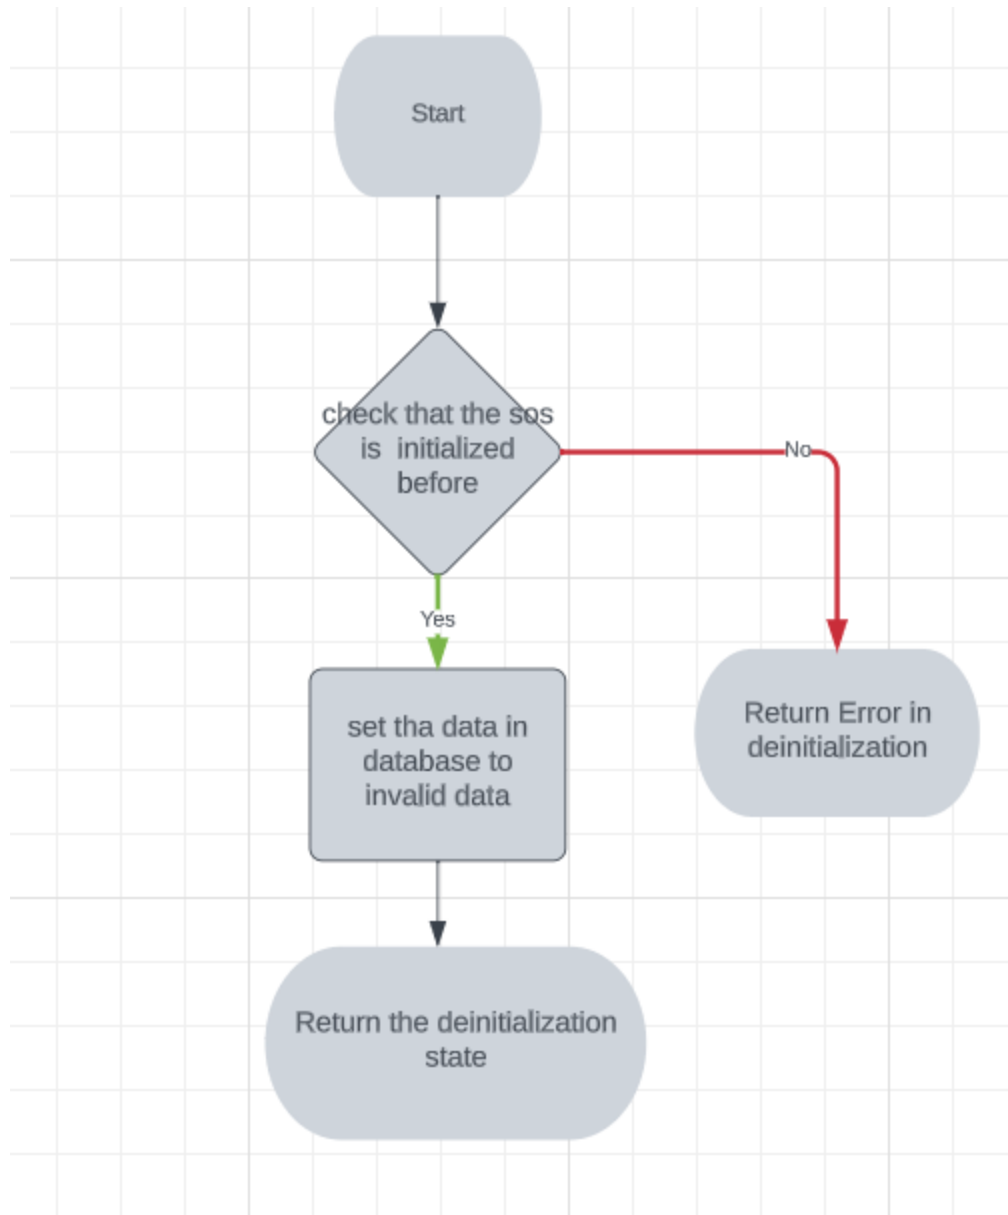 Start
check that the sos
is initialized
before
No
Yes
set tha data in
database to
invalid data
Return Error in
deinitialization
Return the deinitialization
state